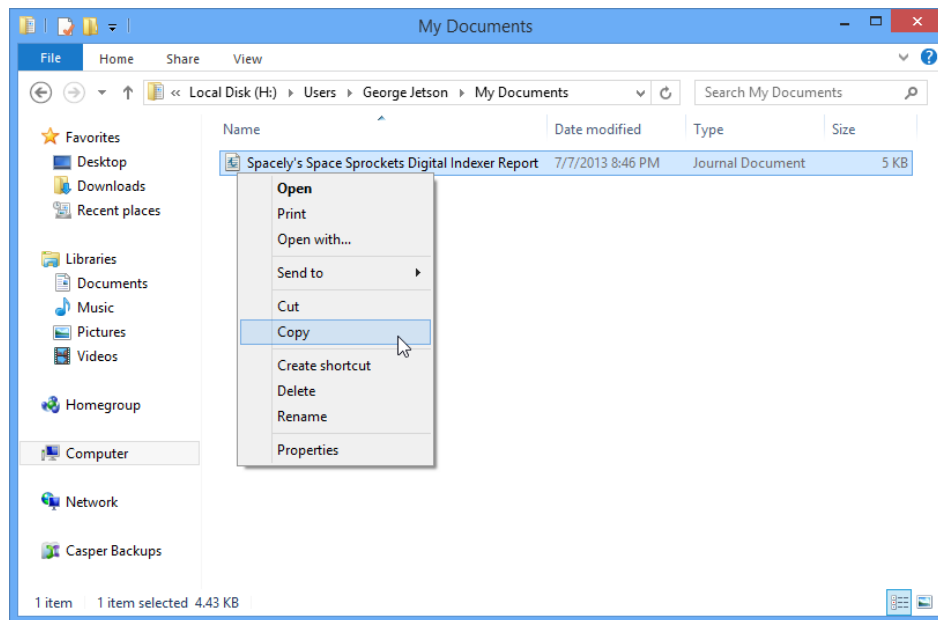 My Documents
File Home Share View
« Local Disk (H:) Users George Jetson My Documents Search My Documents
Name Date modified Type Size
Spacely's Space Sprockets Digital Indexer Report 7/7/2013 8:46 PM Journal Document 5 KB
Favorites
Desktop
Downloads
Recent places
Libraries
Documents
Music
Pictures
Videos
Homegroup
Computer
Network
Casper Backups
Open
Print
Open with...
Send to
Cut
Copy
Create shortcut
Delete
Rename
Properties
1 item 1 item selected 4.43 KB